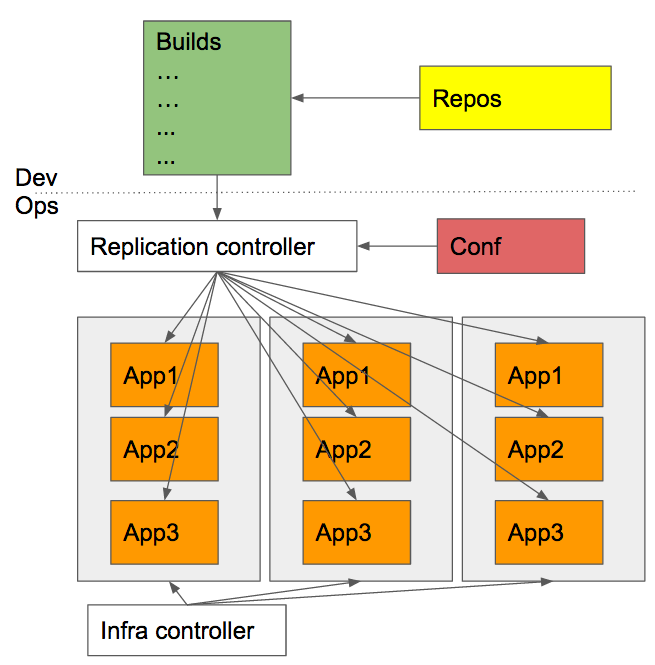 Builds
…
…
...
...
Repos
Dev
Ops
Replication controller
Conf
App1
App1
App1
App2
App2
App2
App3
App3
App3
Infra controller